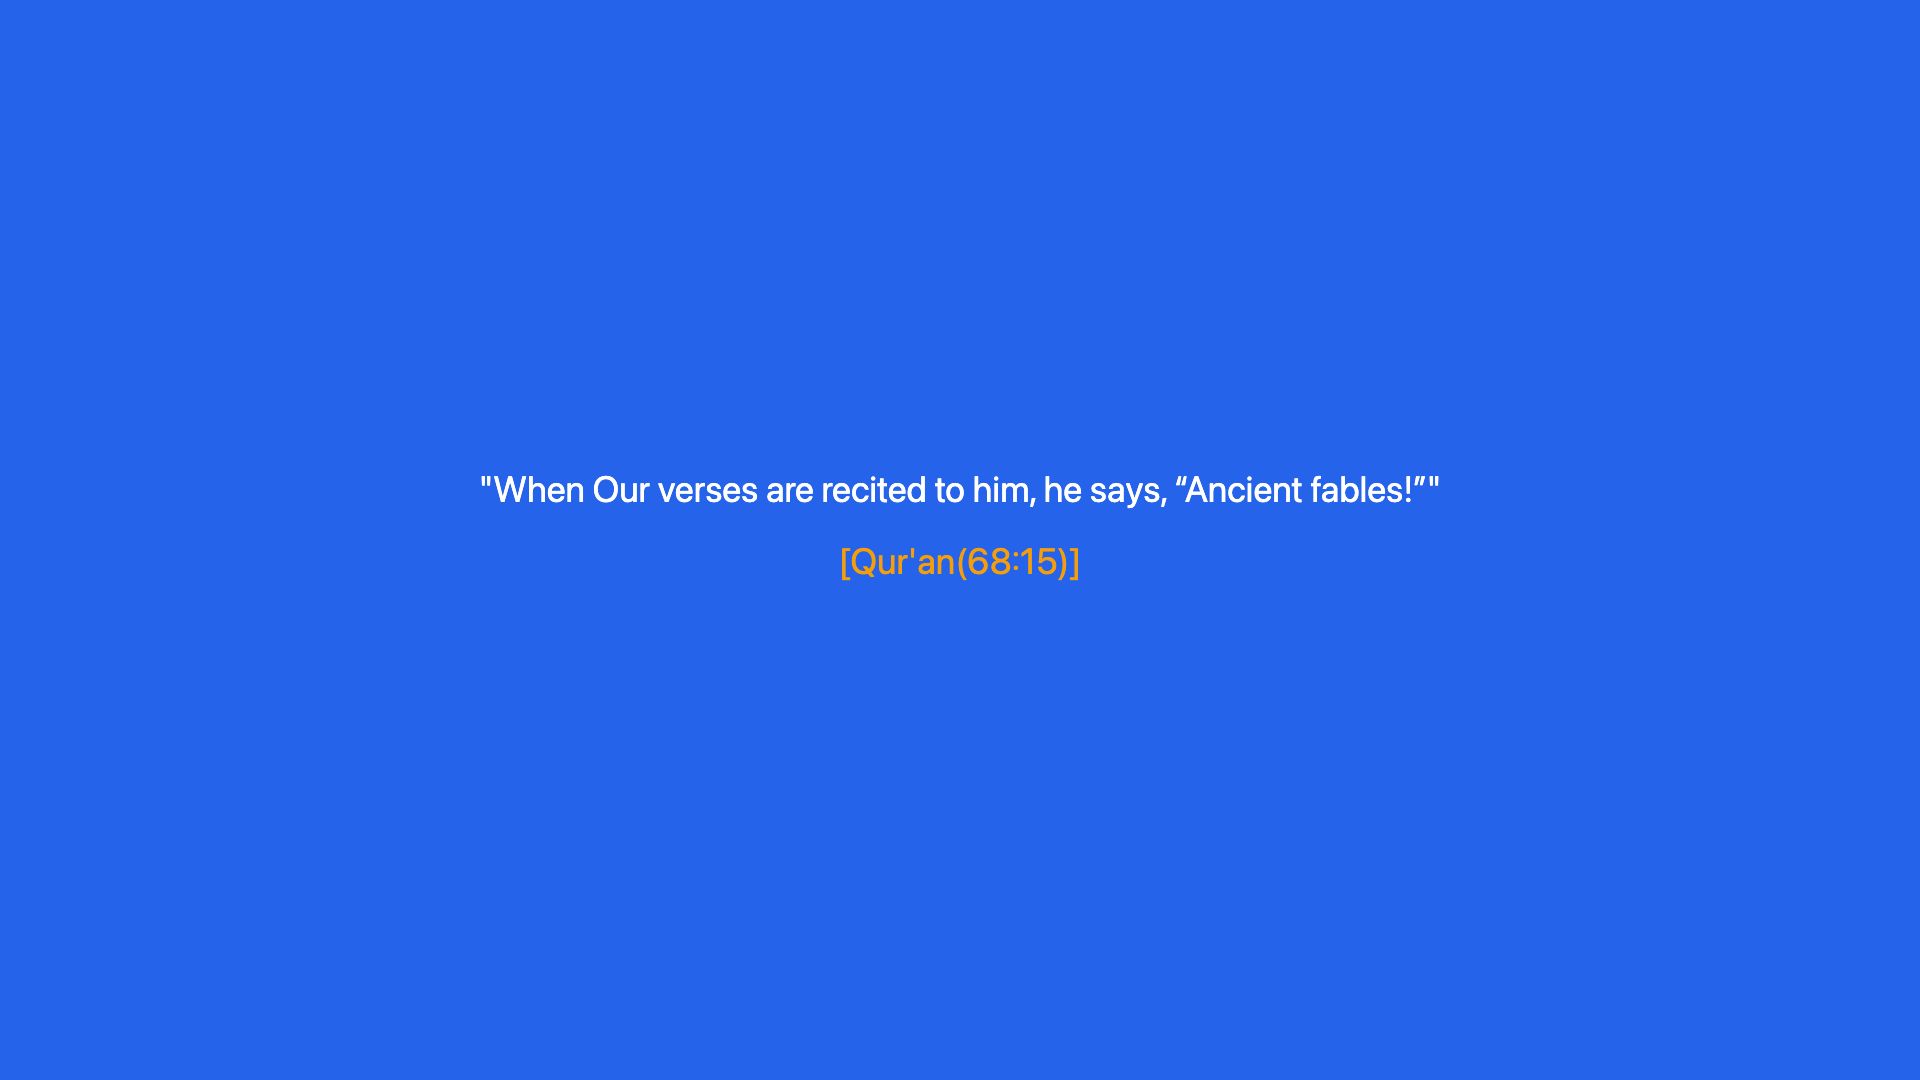 "When Our verses are recited to him, he says, “Ancient fables!”"
[Qur'an(68:15)]